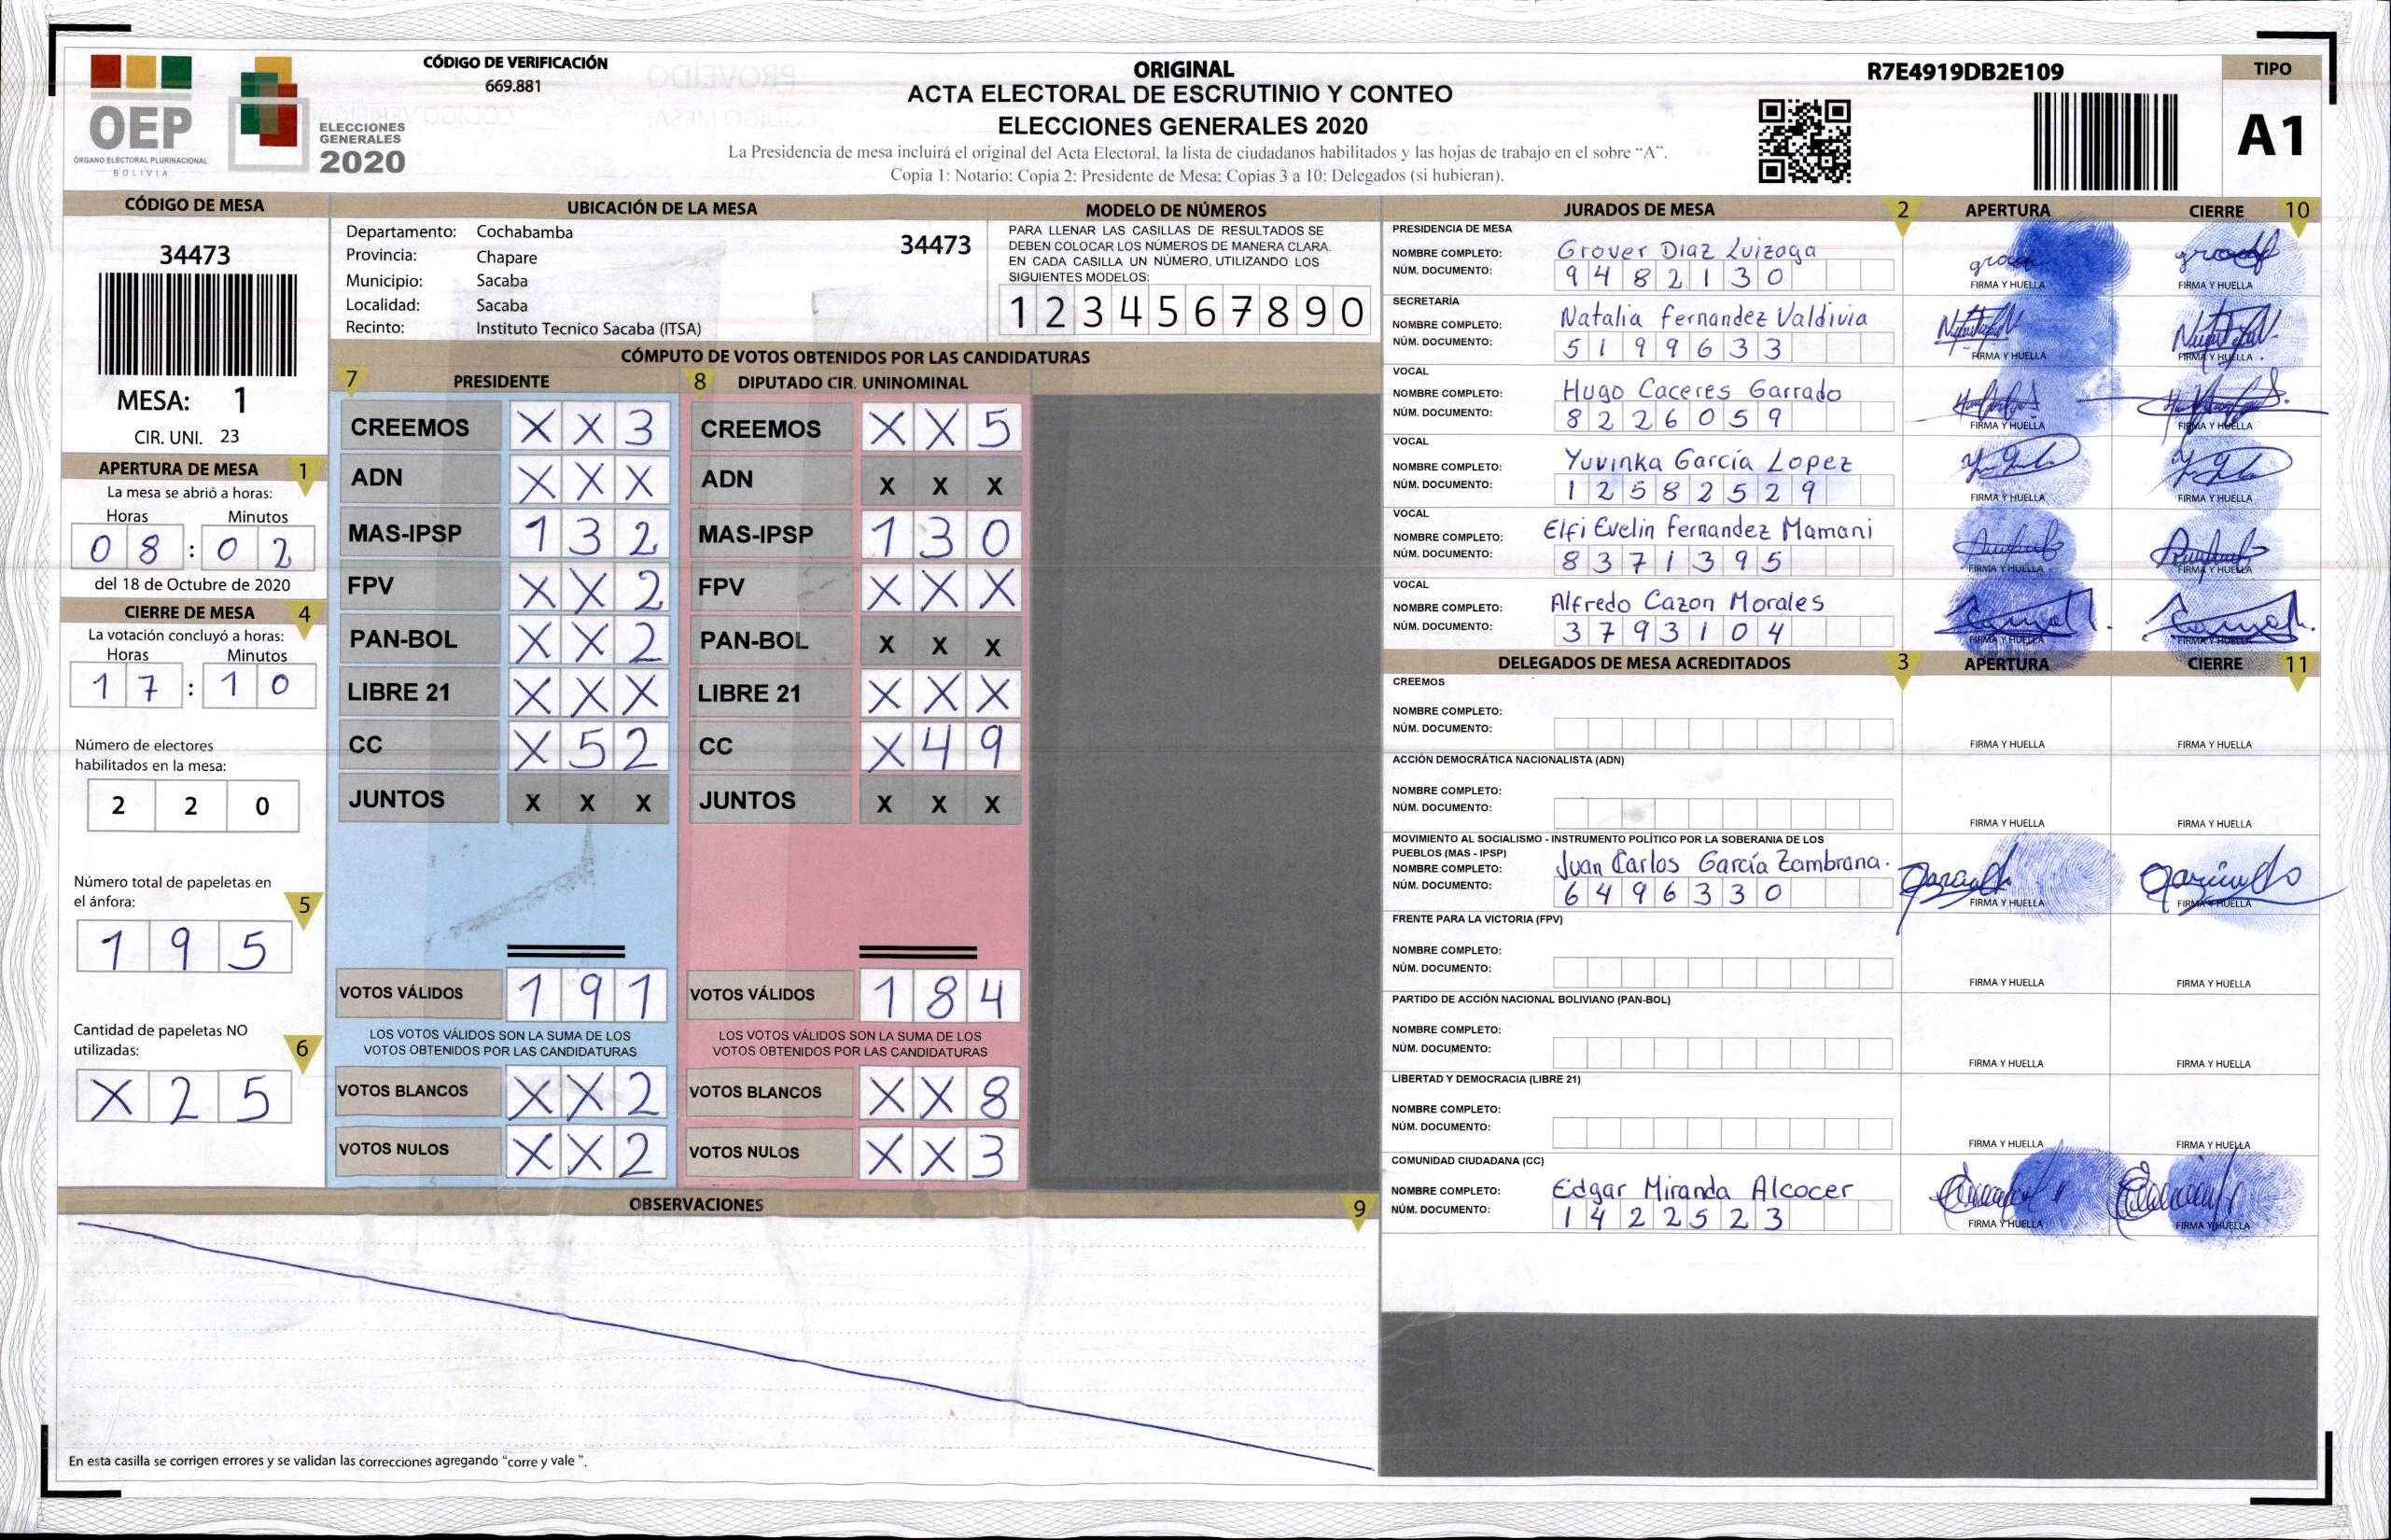 OEP
ÓRGANO ELECTORAL PLURINACIONAL
BOLIVIA
ELECCIONES
GENERALES
2020
CÓDIGO DE VERIFICACIÓN
669.881
ORIGINAL
ACTA ELECTORAL DE ESCRUTINIO Y CONTEO
ELECCIONES GENERALES 2020
La Presidencia de mesa incluirá el original del Acta Electoral, la lista de ciudadanos habilitados y las hojas de trabajo en el sobre “A”.
Copia 1: Notario; Copia 2: Presidente de Mesa; Copias 3 a 10: Delegados (si hubieran).
R7E4919DB2E109
TIPO
A1
CÓDIGO DE MESA
34473
MESA: 1
CIR. UNI. 23
APERTURA DE MESA 1
La mesa se abrió a horas:
Horas Minutos
0 8 : 0 2
del 18 de Octubre de 2020
CIERRE DE MESA 4
La votación concluyó a horas:
Horas Minutos
1 7 : 1 0
Número de electores
habilitados en la mesa:
2 2 0
Número total de papeletas en
el ánfora: 5
1 9 5
Cantidad de papeletas NO
utilizadas: 6
X 2 5
UBICACIÓN DE LA MESA
Departamento: Cochabamba
34473
Provincia: Chapare
Municipio: Sacaba
Localidad: Sacaba
Recinto: Instituto Tecnico Sacaba (ITSA)
MODELO DE NÚMEROS
PARA LLENAR LAS CASILLAS DE RESULTADOS SE
DEBEN COLOCAR LOS NÚMEROS DE MANERA CLARA.
EN CADA CASILLA UN NÚMERO, UTILIZANDO LOS
SIGUIENTES MODELOS:
1 2 3 4 5 6 7 8 9 0
CÓMPUTO DE VOTOS OBTENIDOS POR LAS CANDIDATURAS
7 PRESIDENTE
CREEMOS X X 3
ADN X X X
MAS-IPSP 1 3 2
FPV X X 2
PAN-BOL X X 2
LIBRE 21 X X X
CC X 5 2
JUNTOS X X X
VOTOS VÁLIDOS 1 9 1
LOS VOTOS VÁLIDOS SON LA SUMA DE LOS
VOTOS OBTENIDOS POR LAS CANDIDATURAS
VOTOS BLANCOS X X 2
VOTOS NULOS X X 2
8 DIPUTADO CIR. UNINOMINAL
CREEMOS X X 5
ADN X X X
MAS-IPSP 1 3 0
FPV X X X
PAN-BOL X X X
LIBRE 21 X X X
CC X 4 9
JUNTOS X X X
VOTOS VÁLIDOS 1 8 4
LOS VOTOS VÁLIDOS SON LA SUMA DE LOS
VOTOS OBTENIDOS POR LAS CANDIDATURAS
VOTOS BLANCOS X X 8
VOTOS NULOS X X 3
OBSERVACIONES 9
En esta casilla se corrigen errores y se validan las correcciones agregando “corre y vale ”.
JURADOS DE MESA 2 APERTURA CIERRE 10
PRESIDENCIA DE MESA
NOMBRE COMPLETO: Grover Diaz Luizaga
NÚM. DOCUMENTO: 9 4 8 2 1 3 0
FIRMA Y HUELLA FIRMA Y HUELLA
SECRETARÍA
NOMBRE COMPLETO: Natalia Fernandez Valdivia
NÚM. DOCUMENTO: 5 1 9 9 6 3 3
FIRMA Y HUELLA FIRMA Y HUELLA
VOCAL
NOMBRE COMPLETO: Hugo Caceres Garrado
NÚM. DOCUMENTO: 8 2 2 6 0 5 9
FIRMA Y HUELLA FIRMA Y HUELLA
VOCAL
NOMBRE COMPLETO: Yuvinka García Lopez
NÚM. DOCUMENTO: 1 2 5 8 2 5 2 9
FIRMA Y HUELLA FIRMA Y HUELLA
VOCAL
NOMBRE COMPLETO: Elfi Evelin Fernandez Mamani
NÚM. DOCUMENTO: 8 3 7 1 3 9 5
FIRMA Y HUELLA FIRMA Y HUELLA
VOCAL
NOMBRE COMPLETO: Alfredo Cazon Morales
NÚM. DOCUMENTO: 3 7 9 3 1 0 4
FIRMA Y HUELLA FIRMA Y HUELLA
DELEGADOS DE MESA ACREDITADOS 3 APERTURA CIERRE 11
CREEMOS
NOMBRE COMPLETO:
NÚM. DOCUMENTO:
FIRMA Y HUELLA FIRMA Y HUELLA
ACCIÓN DEMOCRÁTICA NACIONALISTA (ADN)
NOMBRE COMPLETO:
NÚM. DOCUMENTO:
FIRMA Y HUELLA FIRMA Y HUELLA
MOVIMIENTO AL SOCIALISMO - INSTRUMENTO POLÍTICO POR LA SOBERANIA DE LOS
PUEBLOS (MAS - IPSP)
NOMBRE COMPLETO: Juan Carlos García Zambrana.
NÚM. DOCUMENTO: 6 4 9 6 3 3 0
FIRMA Y HUELLA FIRMA Y HUELLA
FRENTE PARA LA VICTORIA (FPV)
NOMBRE COMPLETO:
NÚM. DOCUMENTO:
FIRMA Y HUELLA FIRMA Y HUELLA
PARTIDO DE ACCIÓN NACIONAL BOLIVIANO (PAN-BOL)
NOMBRE COMPLETO:
NÚM. DOCUMENTO:
FIRMA Y HUELLA FIRMA Y HUELLA
LIBERTAD Y DEMOCRACIA (LIBRE 21)
NOMBRE COMPLETO:
NÚM. DOCUMENTO:
FIRMA Y HUELLA FIRMA Y HUELLA
COMUNIDAD CIUDADANA (CC)
NOMBRE COMPLETO: Edgar Miranda Alcocer
NÚM. DOCUMENTO: 1 4 2 2 5 2 3
FIRMA Y HUELLA FIRMA Y HUELLA